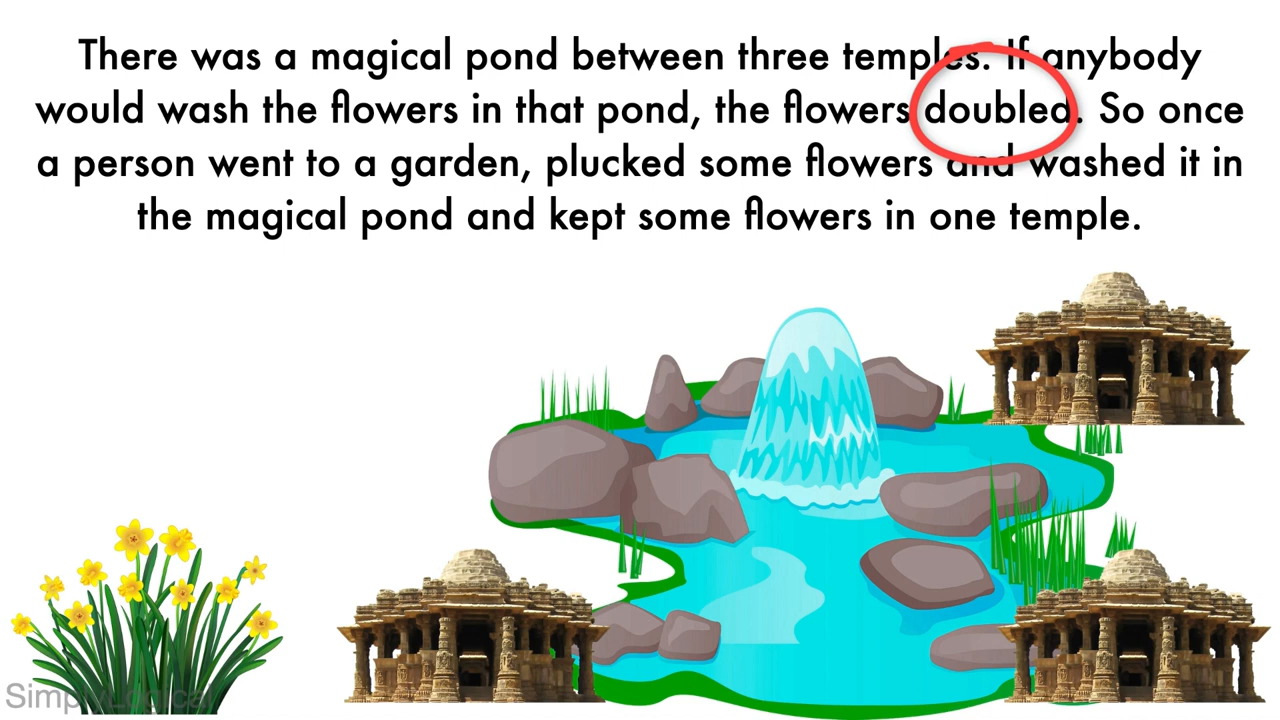 There was a magical pond between three temples. If anybody
would wash the flowers in that pond, the flowers doubled. So once
a person went to a garden, plucked some flowers and washed it in
the magical pond and kept some flowers in one temple.
SimplyLogical